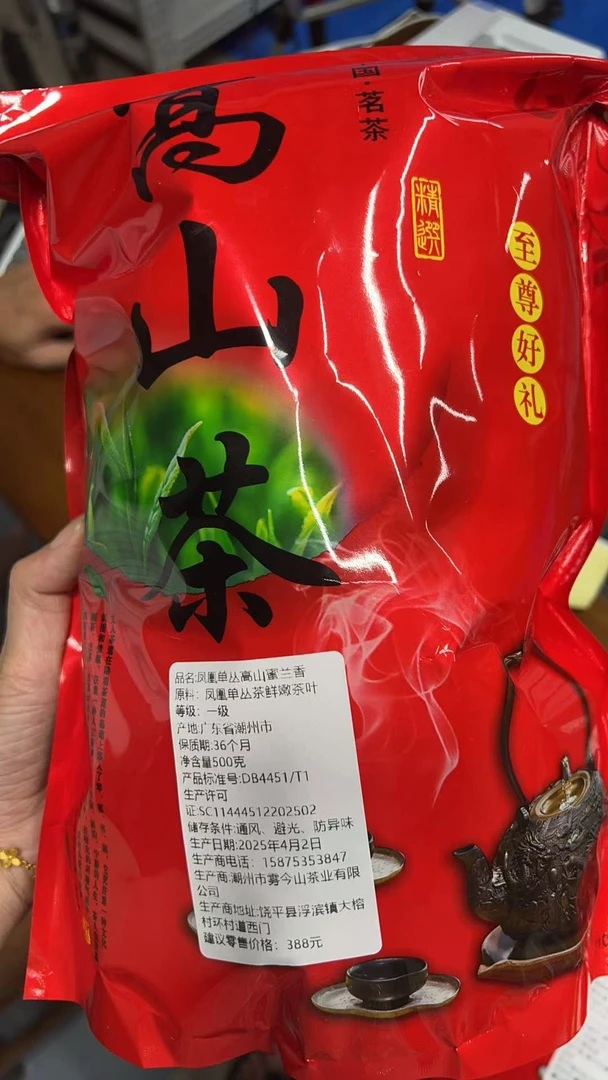 高山茶
国·茗茶
精選
至尊好礼
品名:凤凰单丛高山蜜兰香
原料：凤凰单丛茶鲜嫩茶叶
等级：一级
产地:广东省潮州市
保质期:36个月
净含量500克
产品标准号:DB4451/T1
生产许可
证:SC11444512202502
储存条件:通风、避光、防异味
生产日期:2025年4月2日
生产商电话：15875353847
生产商:潮州市雾今山茶业有限
公司
生产商地址:饶平县浮滨镇大榕
村环村道西门
建议零售价格：388元